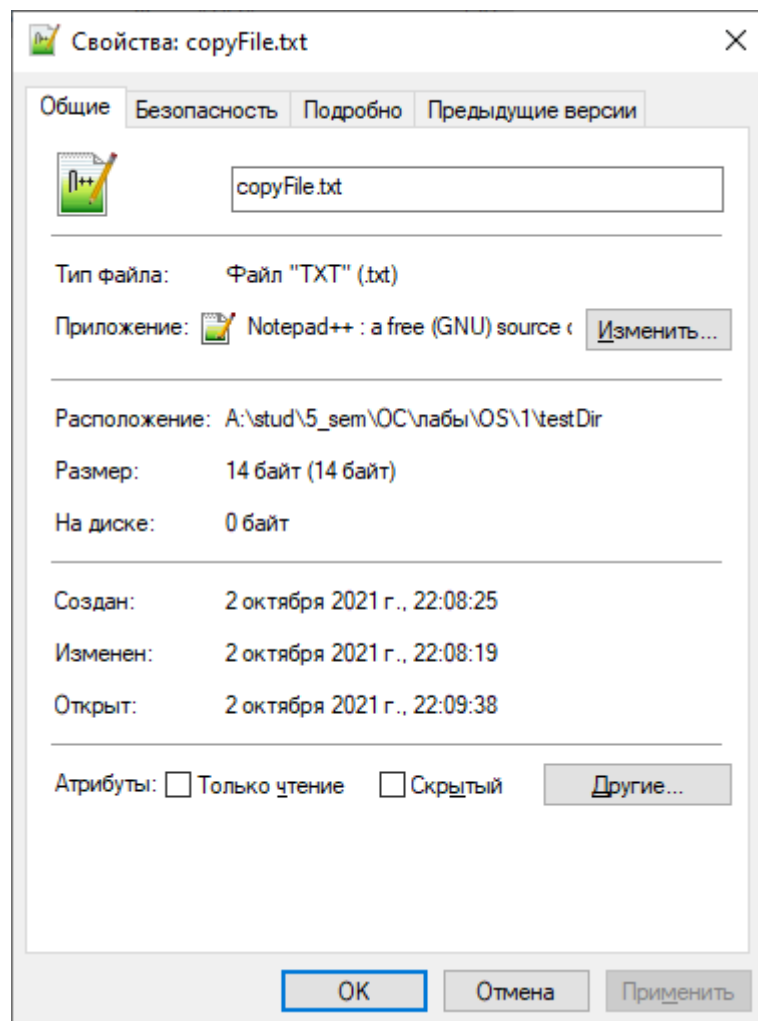 Свойства: copyFile.txt
Общие Безопасность Подробно Предыдущие версии
copyFile.txt
Тип файла: Файл "TXT" (.txt)
Приложение: Notepad++ : a free (GNU) source c Изменить...
Расположение: A:\stud\5_sem\ОС\лабы\OS\1\testDir
Размер: 14 байт (14 байт)
На диске: 0 байт
Создан: 2 октября 2021 г., 22:08:25
Изменен: 2 октября 2021 г., 22:08:19
Открыт: 2 октября 2021 г., 22:09:38
Атрибуты: Только чтение Скрытый Другие...
ОК Отмена Применить